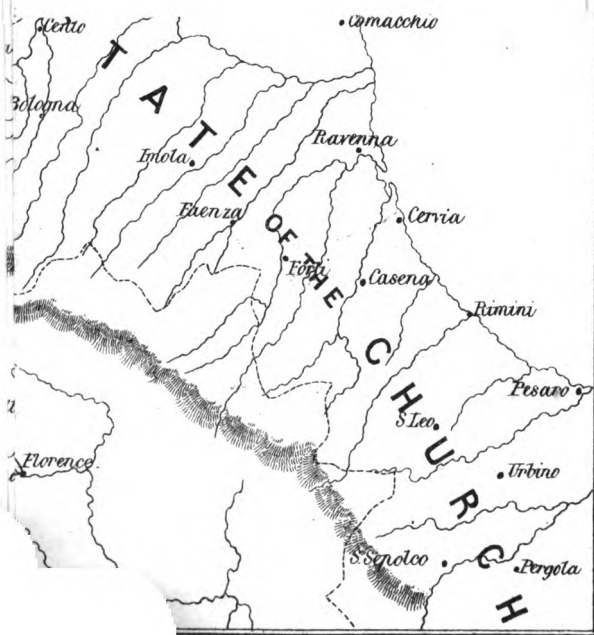 Cento
Comacchio
TATE OF THE CHURCH
Bologna
Ravenna
Imola
Faenza
Cervia
Forli
Casena
Rimini
Pesaro
S. Leo
Florence
Urbino
S. Sepolco
Pergola